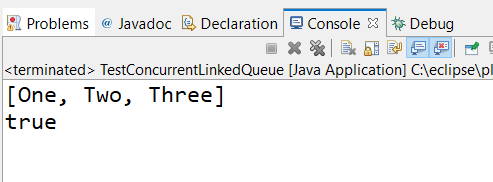 Problems @ Javadoc Declaration Console Debug
<terminated> TestConcurrentLinkedQueue [Java Application] C:\eclipse\pl
[One, Two, Three]
true